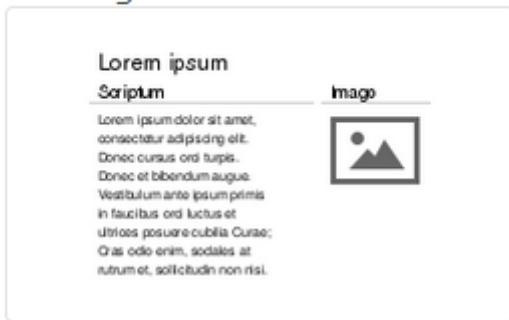 Lorem ipsum
Scriptum
Imago
Lorem ipsum dolor sit amet,
consectetur adipiscing elit.
Donec cursus orci turpis.
Donec et bibendum augue.
Vestibulum ante ipsum primis
in faucibus orci luctus et
ultrices posuere cubilia Curae;
Cras odio enim, sodales at
rutrum et, sollicitudin non nisi.